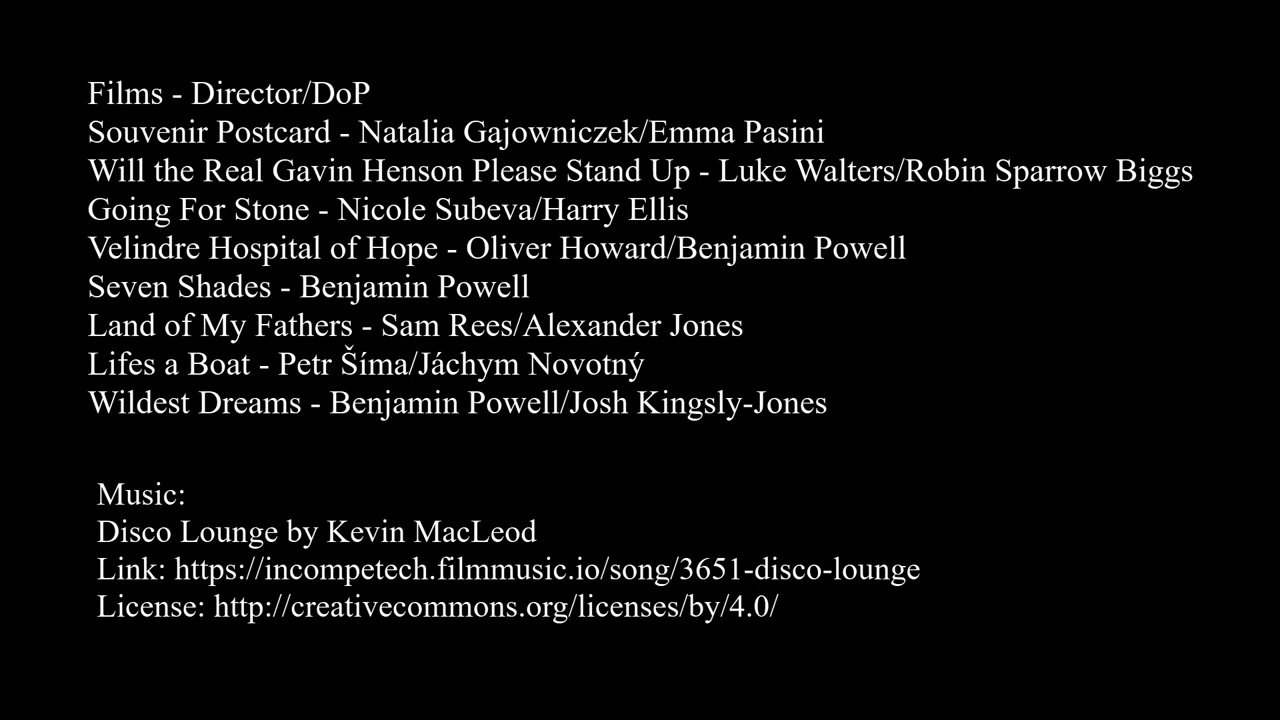 Films - Director/DoP
Souvenir Postcard - Natalia Gajowniczek/Emma Pasini
Will the Real Gavin Henson Please Stand Up - Luke Walters/Robin Sparrow Biggs
Going For Stone - Nicole Subeva/Harry Ellis
Velindre Hospital of Hope - Oliver Howard/Benjamin Powell
Seven Shades - Benjamin Powell
Land of My Fathers - Sam Rees/Alexander Jones
Lifes a Boat - Petr Šíma/Jáchym Novotný
Wildest Dreams - Benjamin Powell/Josh Kingsly-Jones
Music:
Disco Lounge by Kevin MacLeod
Link: https://incompetech.filmmusic.io/song/3651-disco-lounge
License: http://creativecommons.org/licenses/by/4.0/